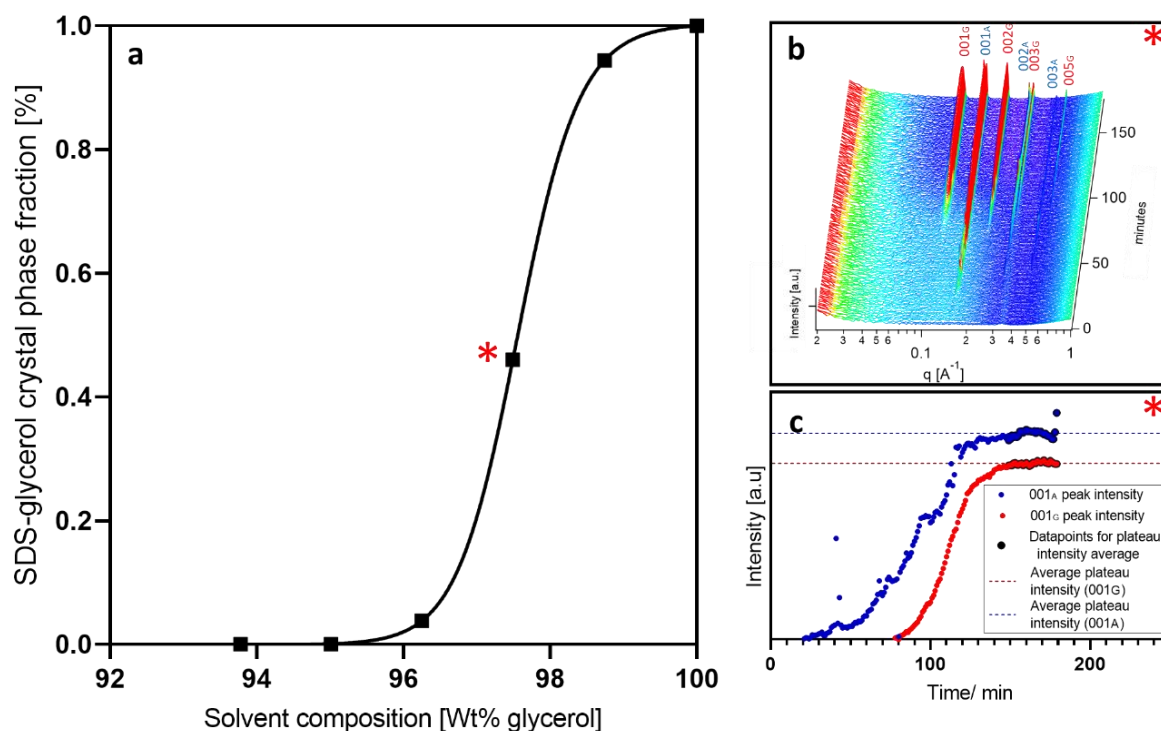 a
SDS-glycerol crystal phase fraction [%]
1.0
0.8
0.6
0.4
0.2
0.0
92
94
96
98
100
Solvent composition [Wt% glycerol]
*
b
*
001G
001A
002G
002A
003G
003A
005G
150
100
50
0
minutes
Intensity [a.u.]
2
3
4
5
6
0.1
2
3
4
5
6
1
q [A⁻¹]
c
*
Intensity [a.u]
001A peak intensity
001G peak intensity
Datapoints for plateau
intensity average
Average plateau
intensity (001G)
Average plateau
intensity (001A)
0
100
200
Time/ min